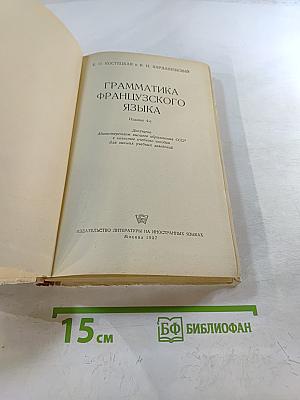 Е. О. КОСТЕЦКАЯ и В. И. КАРДАШЕВСКИЙ
ГРАММАТИКА
ФРАНЦУЗСКОГО
ЯЗЫКА
Издание 4-е
Допущено
Министерством высшего образования СССР
в качестве учебного пособия
для высших учебных заведений
ИЗДАТЕЛЬСТВО ЛИТЕРАТУРЫ НА ИНОСТРАННЫХ ЯЗЫКАХ
Москва 1957
15 см
БФ БИБЛИОФАН